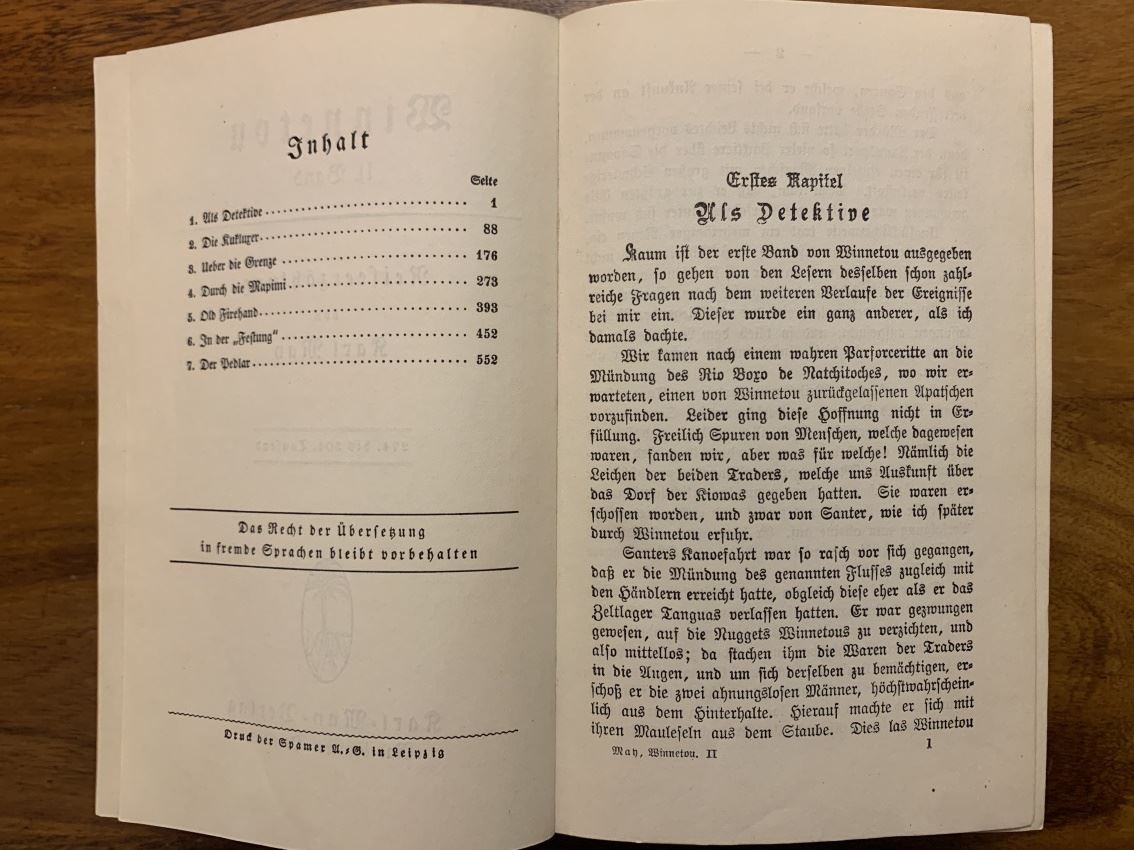 Inhalt
Seite
1. Als Detektive 1
2. Die Kukluxer 88
3. Ueber die Grenze 176
4. Durch die Mapimi 273
5. Old Firehand 393
6. In der „Festung“ 452
7. Der Pedlar 552
Das Recht der Übersetzung
in fremde Sprachen bleibt vorbehalten
Druck der Spamer A.-G. in Leipzig
Erstes Kapitel
Als Detektive
Kaum ist der erste Band von Winnetou ausgegeben
worden, so gehen von den Lesern desselben schon zahl-
reiche Fragen nach dem weiteren Verlaufe der Ereignisse
bei mir ein. Dieser wurde ein ganz anderer, als ich
damals dachte.
Wir kamen nach einem wahren Parforceritte an die
Mündung des Rio Boxo de Natchitoches, wo wir er-
warteten, einen von Winnetou zurückgelassenen Apatschen
vorzufinden. Leider ging diese Hoffnung nicht in Er-
füllung. Freilich Spuren von Menschen, welche dagewesen
waren, fanden wir, aber was für welche! Nämlich die
Leichen der beiden Traders, welche uns Auskunft über
das Dorf der Kiowas gegeben hatten. Sie waren er-
schossen worden, und zwar von Santer, wie ich später
durch Winnetou erfuhr.
Santers Kanoefahrt war so rasch vor sich gegangen,
daß er die Mündung des genannten Flusses zugleich mit
den Händlern erreicht hatte, obgleich diese eher als er das
Zeltlager Tanguas verlassen hatten. Er war gezwungen
gewesen, auf die Nuggets Winnetous zu verzichten, und
also mittellos; da stachen ihm die Waren der Traders
in die Augen, und um sich derselben zu bemächtigen, er-
schoß er die zwei ahnungslosen Männer, höchstwahrschein-
lich aus dem Hinterhalte. Hierauf machte er sich mit
ihren Mauleseln aus dem Staube. Dies las Winnetou
May, Winnetou. II 1